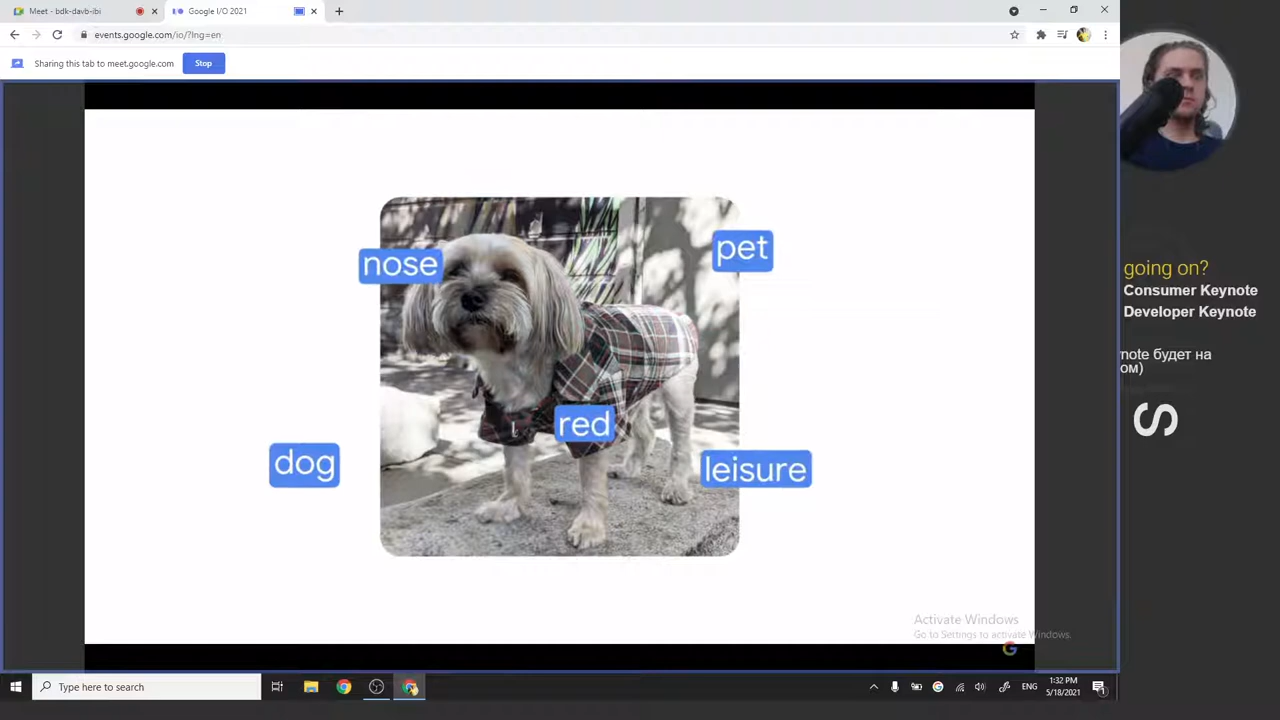 Meet - bdk-davb-ibi
Google I/O 2021
events.google.com/io/?lng=en
Sharing this tab to meet.google.com
Stop
nose
pet
red
dog
leisure
going on?
Consumer Keynote
Developer Keynote
note будет на
ом)
S
Activate Windows
Go to Settings to activate Windows.
G
Type here to search
ENG
1:32 PM
5/18/2021